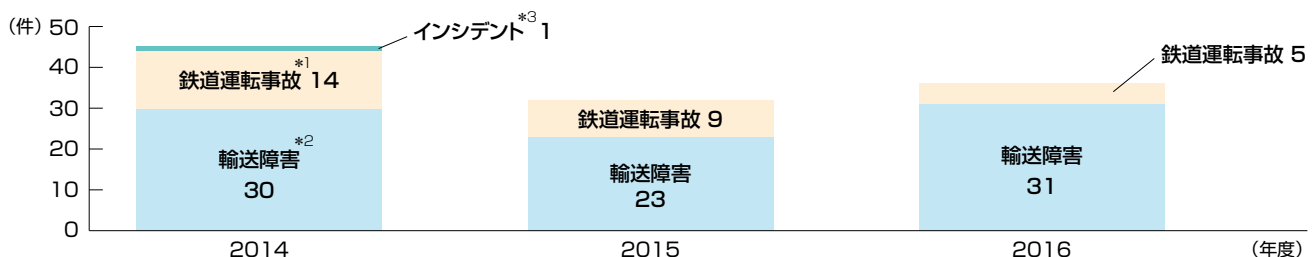 (件)
50
40
30
20
10
0
インシデント*3 1
鉄道運転事故*1 14
輸送障害*2
30
鉄道運転事故 9
輸送障害
23
鉄道運転事故 5
輸送障害
31
2014
2015
2016
(年度)